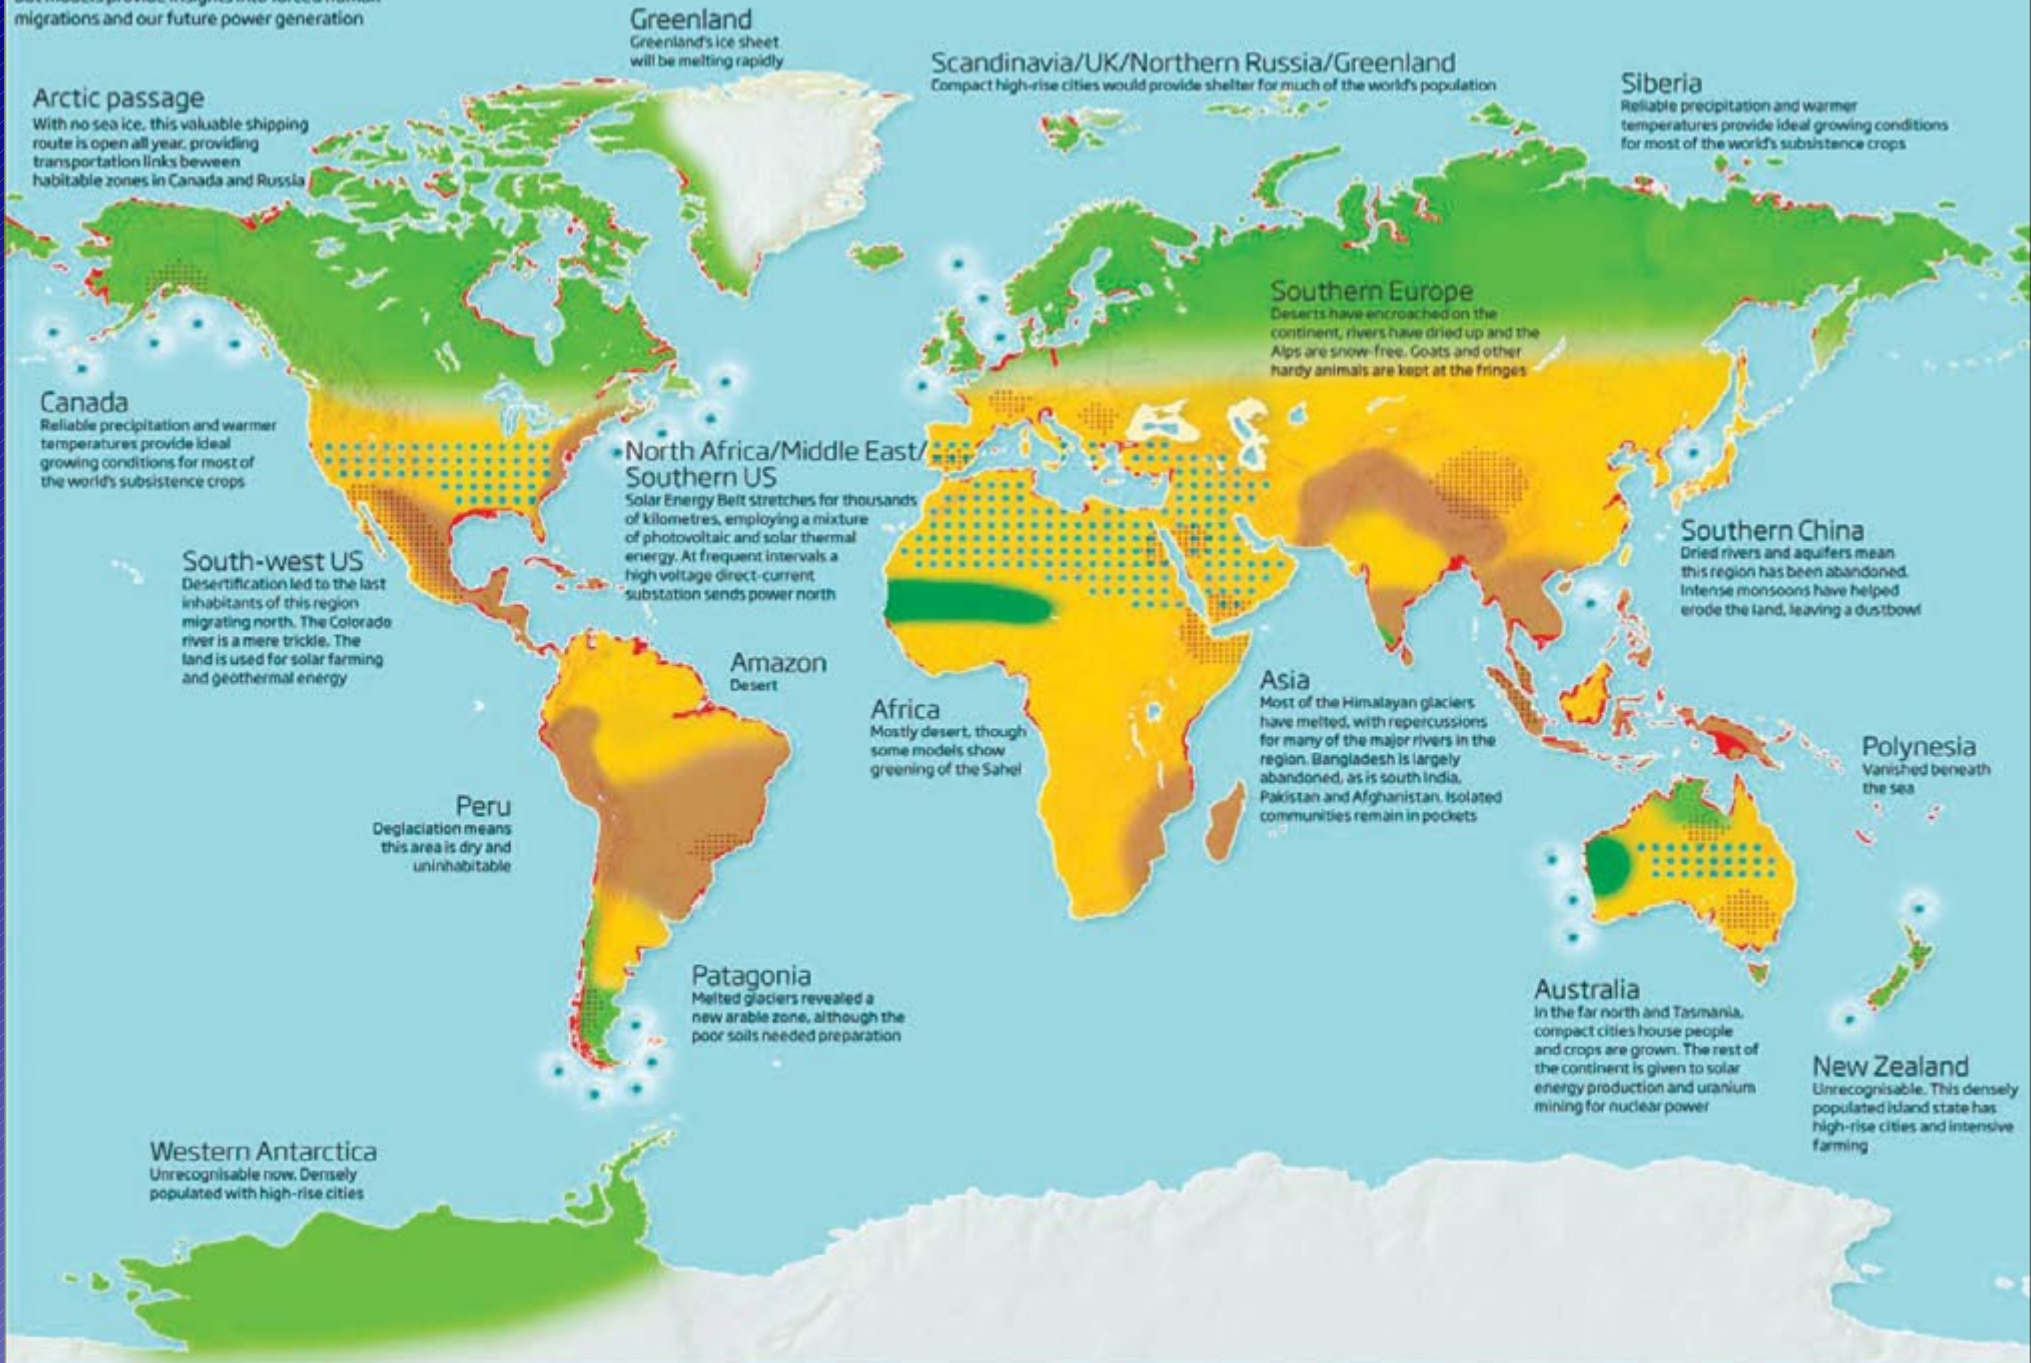 migrations and our future power generation
Greenland
Greenland's ice sheet
will be melting rapidly
Scandinavia/UK/Northern Russia/Greenland
Compact high-rise cities would provide shelter for much of the world's population
Siberia
Reliable precipitation and warmer
temperatures provide ideal growing conditions
for most of the world's subsistence crops
Arctic passage
With no sea ice, this valuable shipping
route is open all year, providing
transportation links beween
habitable zones in Canada and Russia
Southern Europe
Deserts have encroached on the
continent, rivers have dried up and the
Alps are snow-free. Goats and other
hardy animals are kept at the fringes
Canada
Reliable precipitation and warmer
temperatures provide ideal
growing conditions for most of
the world's subsistence crops
North Africa/Middle East/
Southern US
Solar Energy Belt stretches for thousands
of kilometres, employing a mixture
of photovoltaic and solar thermal
energy. At frequent intervals a
high voltage direct-current
substation sends power north
South-west US
Desertification led to the last
inhabitants of this region
migrating north. The Colorado
river is a mere trickle. The
land is used for solar farming
and geothermal energy
Southern China
Dried rivers and aquifers mean
this region has been abandoned.
Intense monsoons have helped
erode the land, leaving a dustbowl
Amazon
Desert
Africa
Mostly desert, though
some models show
greening of the Sahel
Asia
Most of the Himalayan glaciers
have melted, with repercussions
for many of the major rivers in the
region. Bangladesh is largely
abandoned, as is south India,
Pakistan and Afghanistan. Isolated
communities remain in pockets
Polynesia
Vanished beneath
the sea
Peru
Deglaciation means
this area is dry and
uninhabitable
Patagonia
Melted glaciers revealed a
new arable zone, although the
poor soils needed preparation
Australia
In the far north and Tasmania,
compact cities house people
and crops are grown. The rest of
the continent is given to solar
energy production and uranium
mining for nuclear power
New Zealand
Unrecognisable. This densely
populated island state has
high-rise cities and intensive
farming
Western Antarctica
Unrecognisable now. Densely
populated with high-rise cities